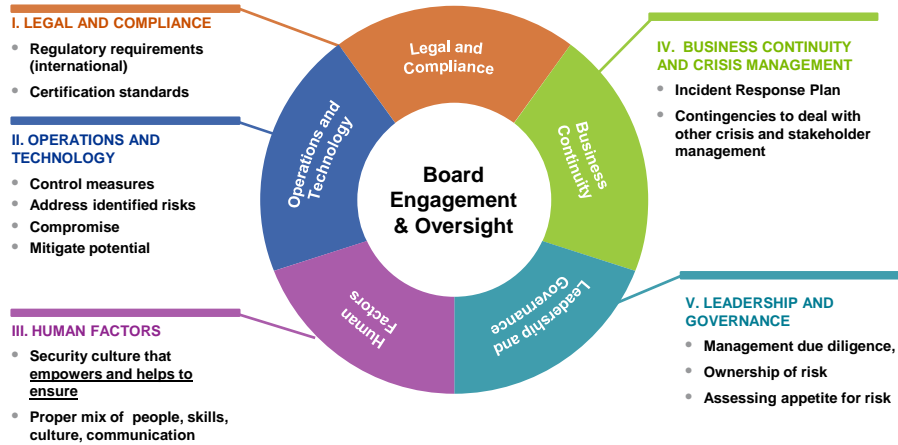 I. LEGAL AND COMPLIANCE
Regulatory requirements
(international)
Certification standards
II. OPERATIONS AND
TECHNOLOGY
Control measures
Address identified risks
Compromise
Mitigate potential
III. HUMAN FACTORS
Security culture that
empowers and helps to
ensure
Proper mix of people, skills,
culture, communication
Legal and
Compliance
Operations and
Technology
Business
Continuity
Board
Engagement
& Oversight
Human
Factors
Leadership and
Governance
IV. BUSINESS CONTINUITY
AND CRISIS MANAGEMENT
Incident Response Plan
Contingencies to deal with
other crisis and stakeholder
management
V. LEADERSHIP AND
GOVERNANCE
Management due diligence,
Ownership of risk
Assessing appetite for risk